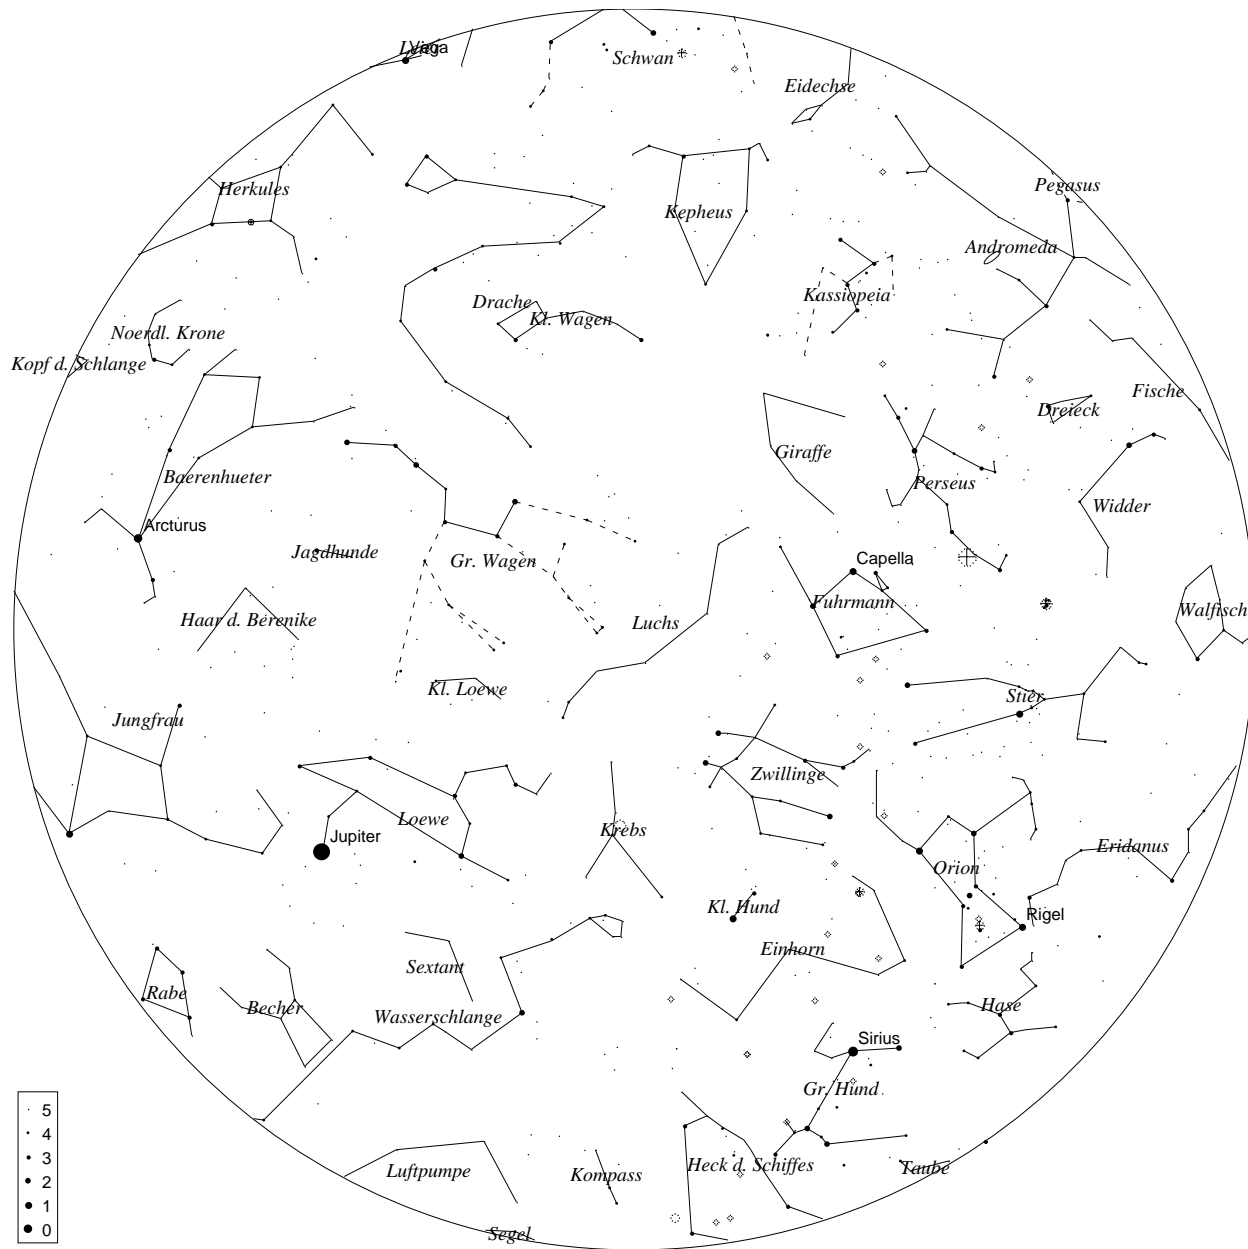 Vega
Schwan
Eidechse
Herkules
Pegasus
Kepheus
Andromeda
Kassiopeia
Drache
Kl. Wagen
Noerdl. Krone
Kopf d. Schlange
Fische
Dreieck
Giraffe
Baerenhueter
Perseus
Widder
Arcturus
Jagdhunde
Gr. Wagen
Capella
Fuhrmann
Haar d. Berenike
Luchs
Walfisch
Kl. Loewe
Stier
Jungfrau
Zwillinge
Loewe
Krebs
Jupiter
Eridanus
Orion
Kl. Hund
Rigel
Einhorn
Sextant
Rabe
Becher
Wasserschlange
Hase
Sirius
Gr. Hund
5
4
3
2
1
0
Luftpumpe
Kompass
Heck d. Schiffes
Taube
Segel